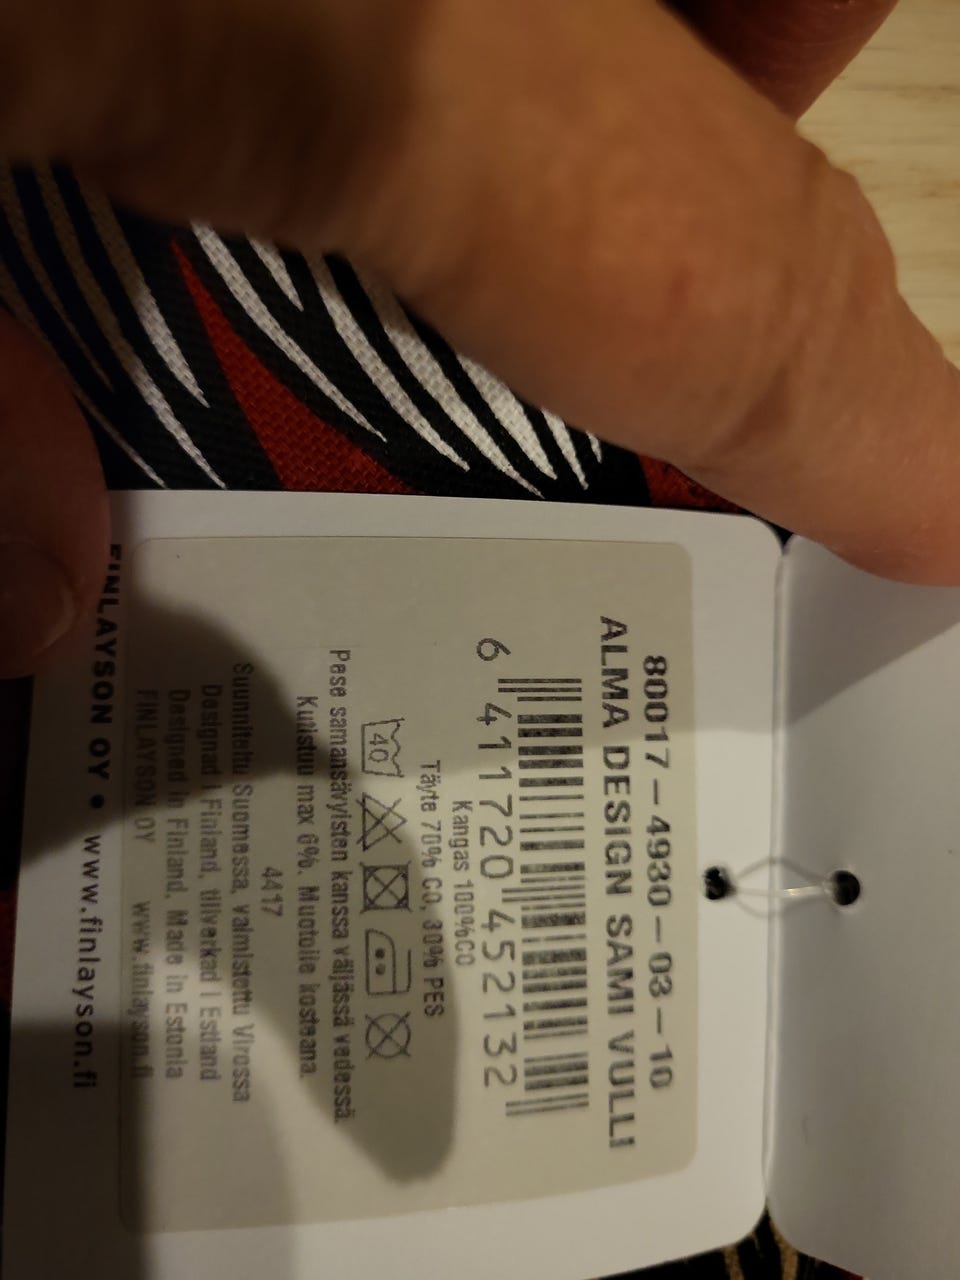 80017-4930-03-10
ALMA DESIGN SAMI VULLI
6 411720 452132
Kangas 100%CO
Täyte 70% CO, 30% PES
40
Pese samansävyisten kanssa väljässä vedessä.
Kutistuu max 6%. Muotoile kosteana.
4417
Suunniteltu Suomessa, valmistettu Virossa
Designad i Finland, tillverkad i Estland
Designed in Finland, Made in Estonia
FINLAYSON OY www.finlayson.fi
FINLAYSON OY • www.finlayson.fi